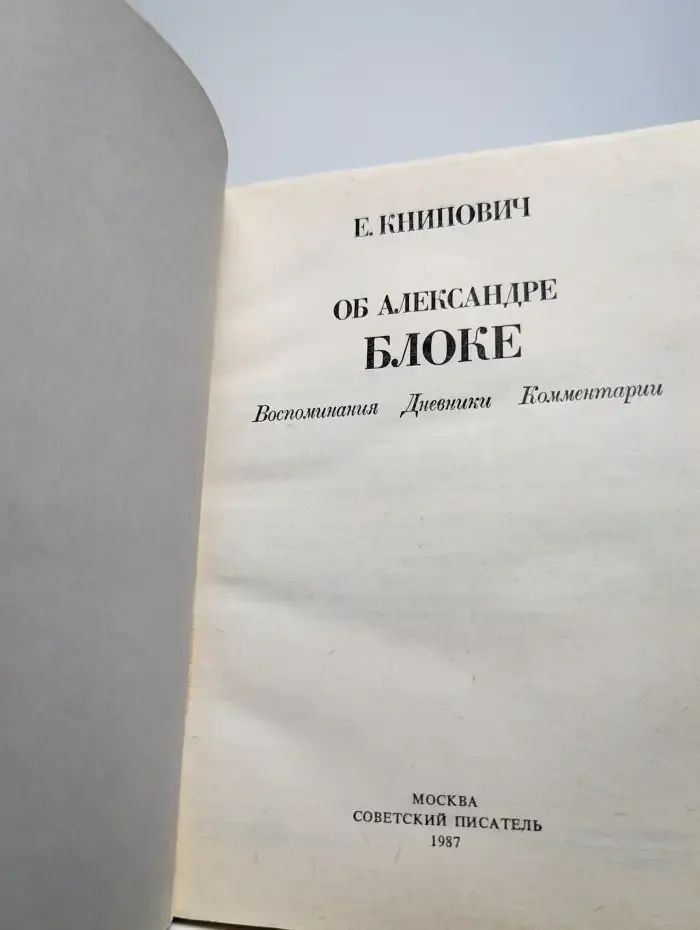 Е. КНИПОВИЧ
ОБ АЛЕКСАНДРЕ
БЛОКЕ
Воспоминания Дневники Комментарии
МОСКВА
СОВЕТСКИЙ ПИСАТЕЛЬ
1987